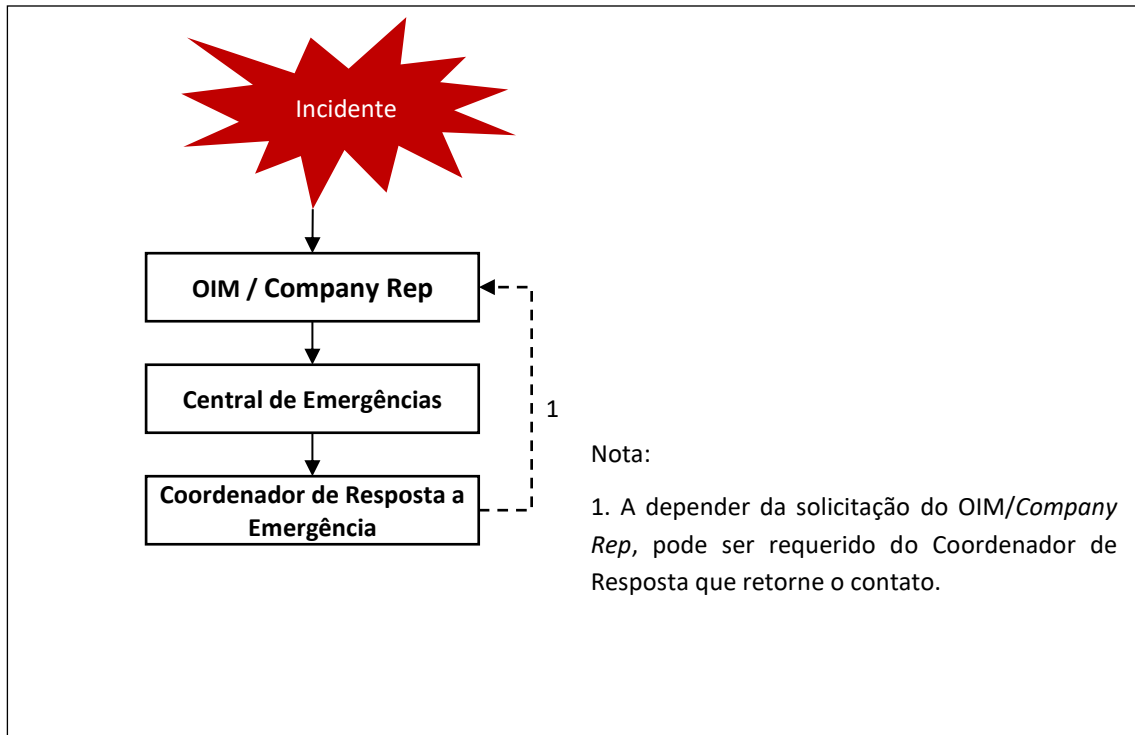 Incidente
OIM / Company Rep
Central de Emergências
1
Coordenador de Resposta a
Emergência
Nota:
1. A depender da solicitação do OIM/Company
Rep, pode ser requerido do Coordenador de
Resposta que retorne o contato.